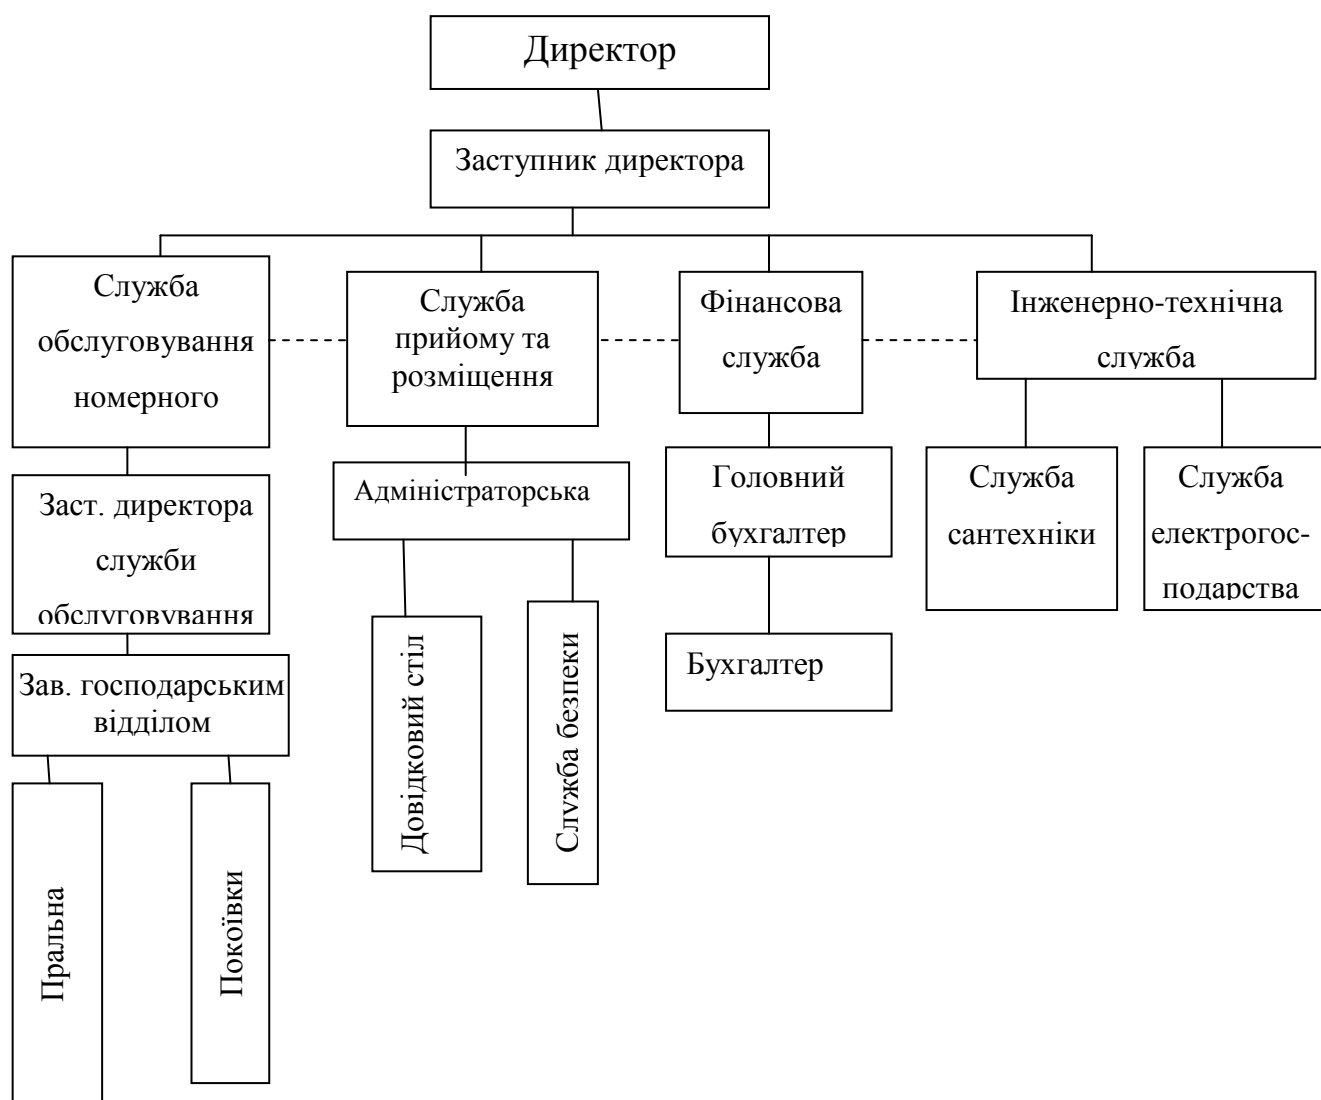 Директор
Заступник директора
Служба
обслуговування
номерного
Служба
прийому та
розміщення
Фінансова
служба
Інженерно-технічна
служба
Заст. директора
служби
обслуговування
Адміністраторська
Головний
бухгалтер
Служба
сантехніки
Служба
електрогос-
подарства
Зав. господарським
відділом
Довідковий стіл
Служба безпеки
Бухгалтер
Пральна
Покоївки